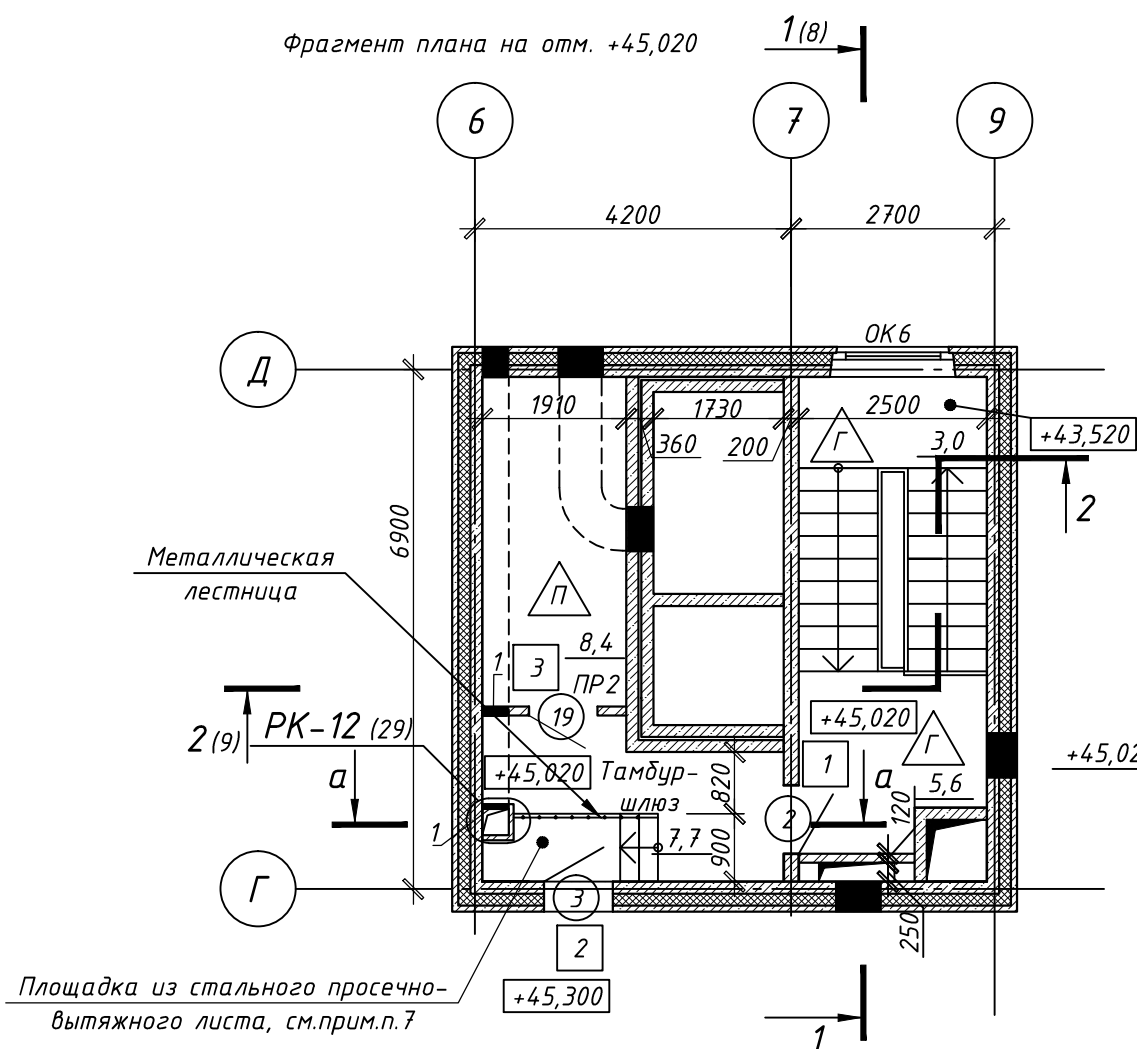 Фрагмент плана на отм. +45,020
1 (8)
6
7
9
4200
2700
ОК6
Д
1910
1730
2500
+43,520
360
200
Г
3,0
2
6900
Металлическая
лестница
П
8,4
3
1
ПР2
19
+45,020
Г
2 (9)
РК-12 (29)
+45,020
Тамбур-
шлюз
820
1
а
а
5,6
+45,02
120
2
1
7,7
900
Г
3
250
2
+45,300
Площадка из стального просечно-
вытяжного листа, см.прим.п.7
1